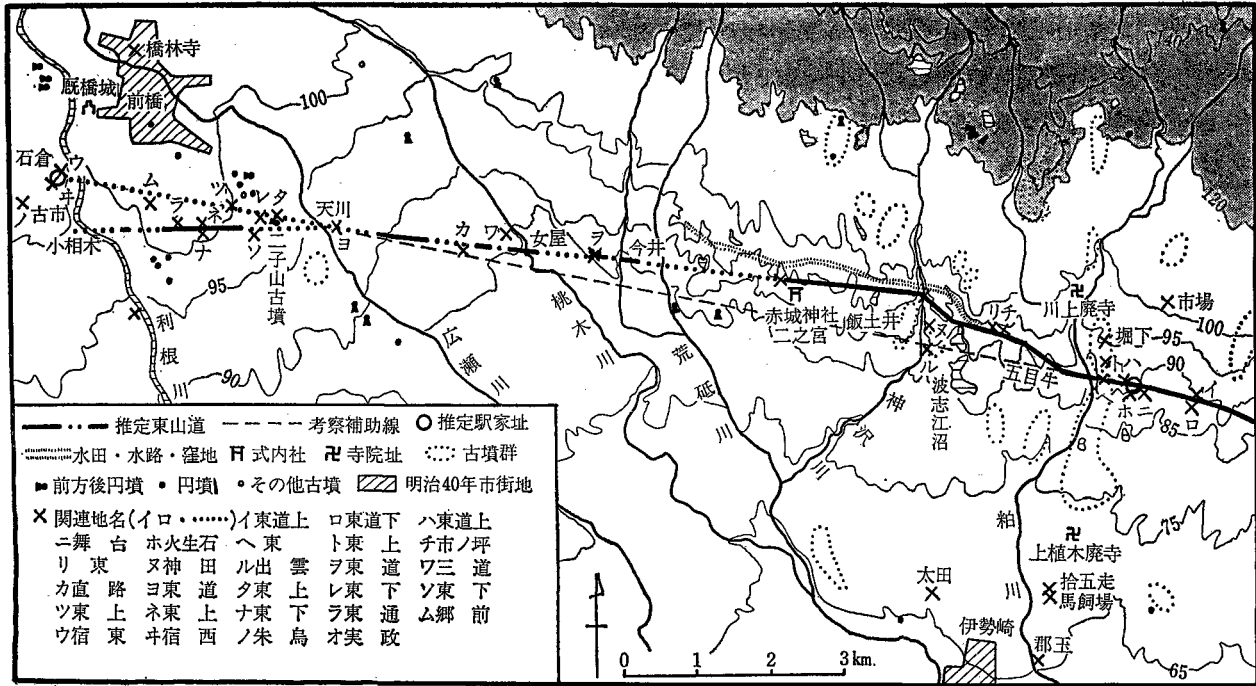 橋林寺
厩橋城
前橋
100
140
120
石倉
ウ
ム
ツ
レ
タ
天川
ヰ
ラ
ネ
ノ
古市
小相木
ナ
ソ
ヨ
カ
ワ
女屋
ヲ
今井
二子山古墳
95
90
赤城神社
二之宮
飯土井
ヌ
ル
リ
チ
川上廃寺
市場
100
堀下
95
90
ヘ
ト
ハ
イ
ホ
ニ
ロ
85
五目牛
波志江沼
利根川
広瀬川
桃木川
荒砥川
神沢川
粕川
A
B
75
上植木廃寺
太田
拾五走
馬飼場
伊勢崎
郡玉
65
推定東山道 考察補助線 推定駅家址
水田・水路・窪地 式内社 寺院址 古墳群
前方後円墳 円墳 その他古墳 明治40年市街地
関連地名(イロ・……)イ東道上 ロ東道下 ハ東道上
ニ舞台 ホ火生石 ヘ東 ト東上 チ市ノ坪
リ東 ヌ神田 ル出雲 ヲ東道 ワ三道
カ直路 ヨ東道 タ東上 レ東下 ソ東下
ツ東上 ネ東上 ナ東下 ラ東通 ム郷前
ウ宿東 ヰ宿西 ノ朱鳥 オ実政
0 1 2 3km.